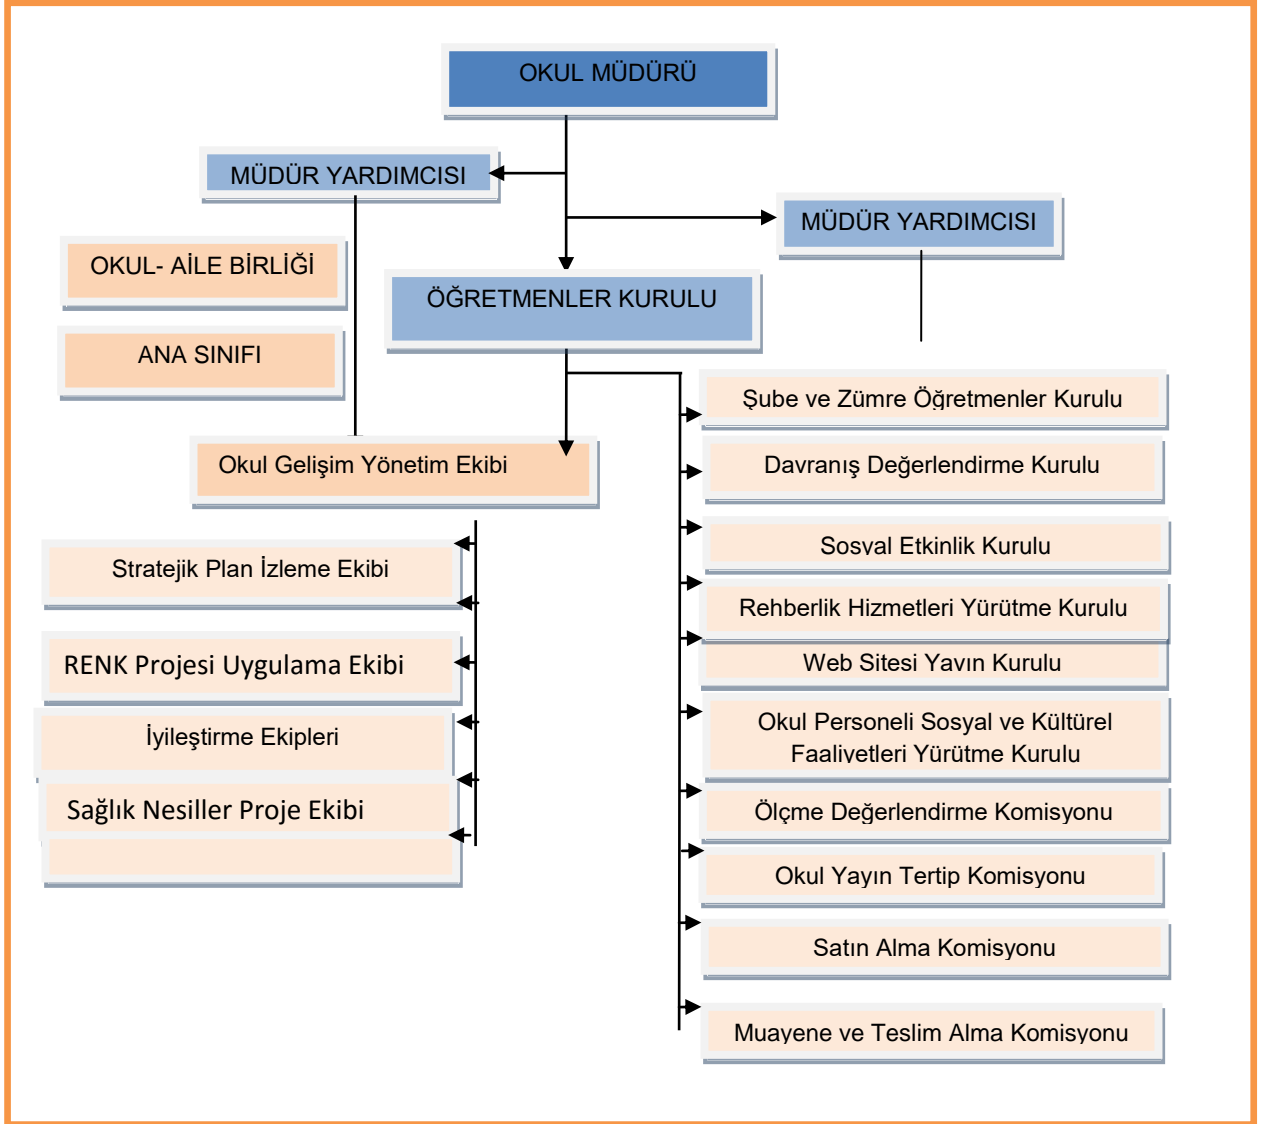 OKUL MÜDÜRÜ
MÜDÜR YARDIMCISI
MÜDÜR YARDIMCISI
OKUL- AİLE BİRLİĞİ
ÖĞRETMENLER KURULU
ANA SINIFI
Okul Gelişim Yönetim Ekibi
Stratejik Plan İzleme Ekibi
RENK Projesi Uygulama Ekibi
İyileştirme Ekipleri
Sağlık Nesiller Proje Ekibi
Şube ve Zümre Öğretmenler Kurulu
Davranış Değerlendirme Kurulu
Sosyal Etkinlik Kurulu
Rehberlik Hizmetleri Yürütme Kurulu
Web Sitesi Yayın Kurulu
Okul Personeli Sosyal ve Kültürel
Faaliyetleri Yürütme Kurulu
Ölçme Değerlendirme Komisyonu
Okul Yayın Tertip Komisyonu
Satın Alma Komisyonu
Muayene ve Teslim Alma Komisyonu